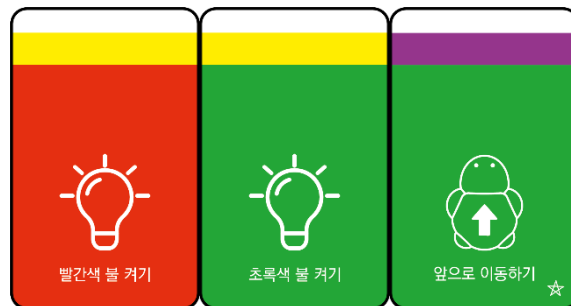 빨간색 불 켜기
초록색 불 켜기
앞으로 이동하기